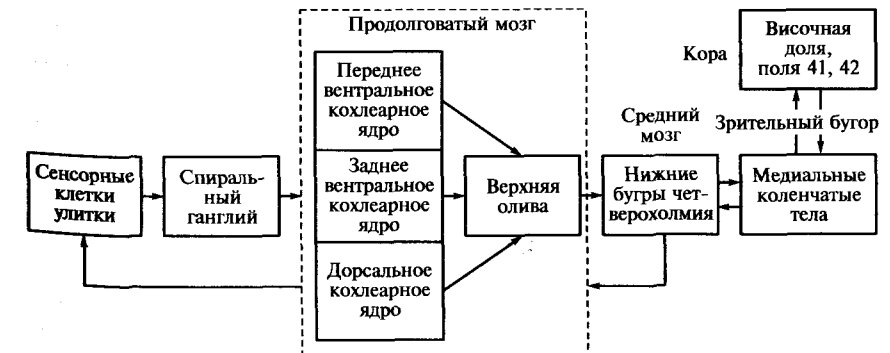 Продолговатый мозг
Переднее
вентральное
кохлеарное
ядро
Заднее
вентральное
кохлеарное
ядро
Дорсальное
кохлеарное
ядро
Сенсорные
клетки
улитки
Спираль-
ный
ганглий
Верхняя
олива
Средний
мозг
Нижние
бугры чет-
верохолмия
Кора
Височная
доля,
поля 41, 42
Зрительный бугор
Медиальные
коленчатые
тела